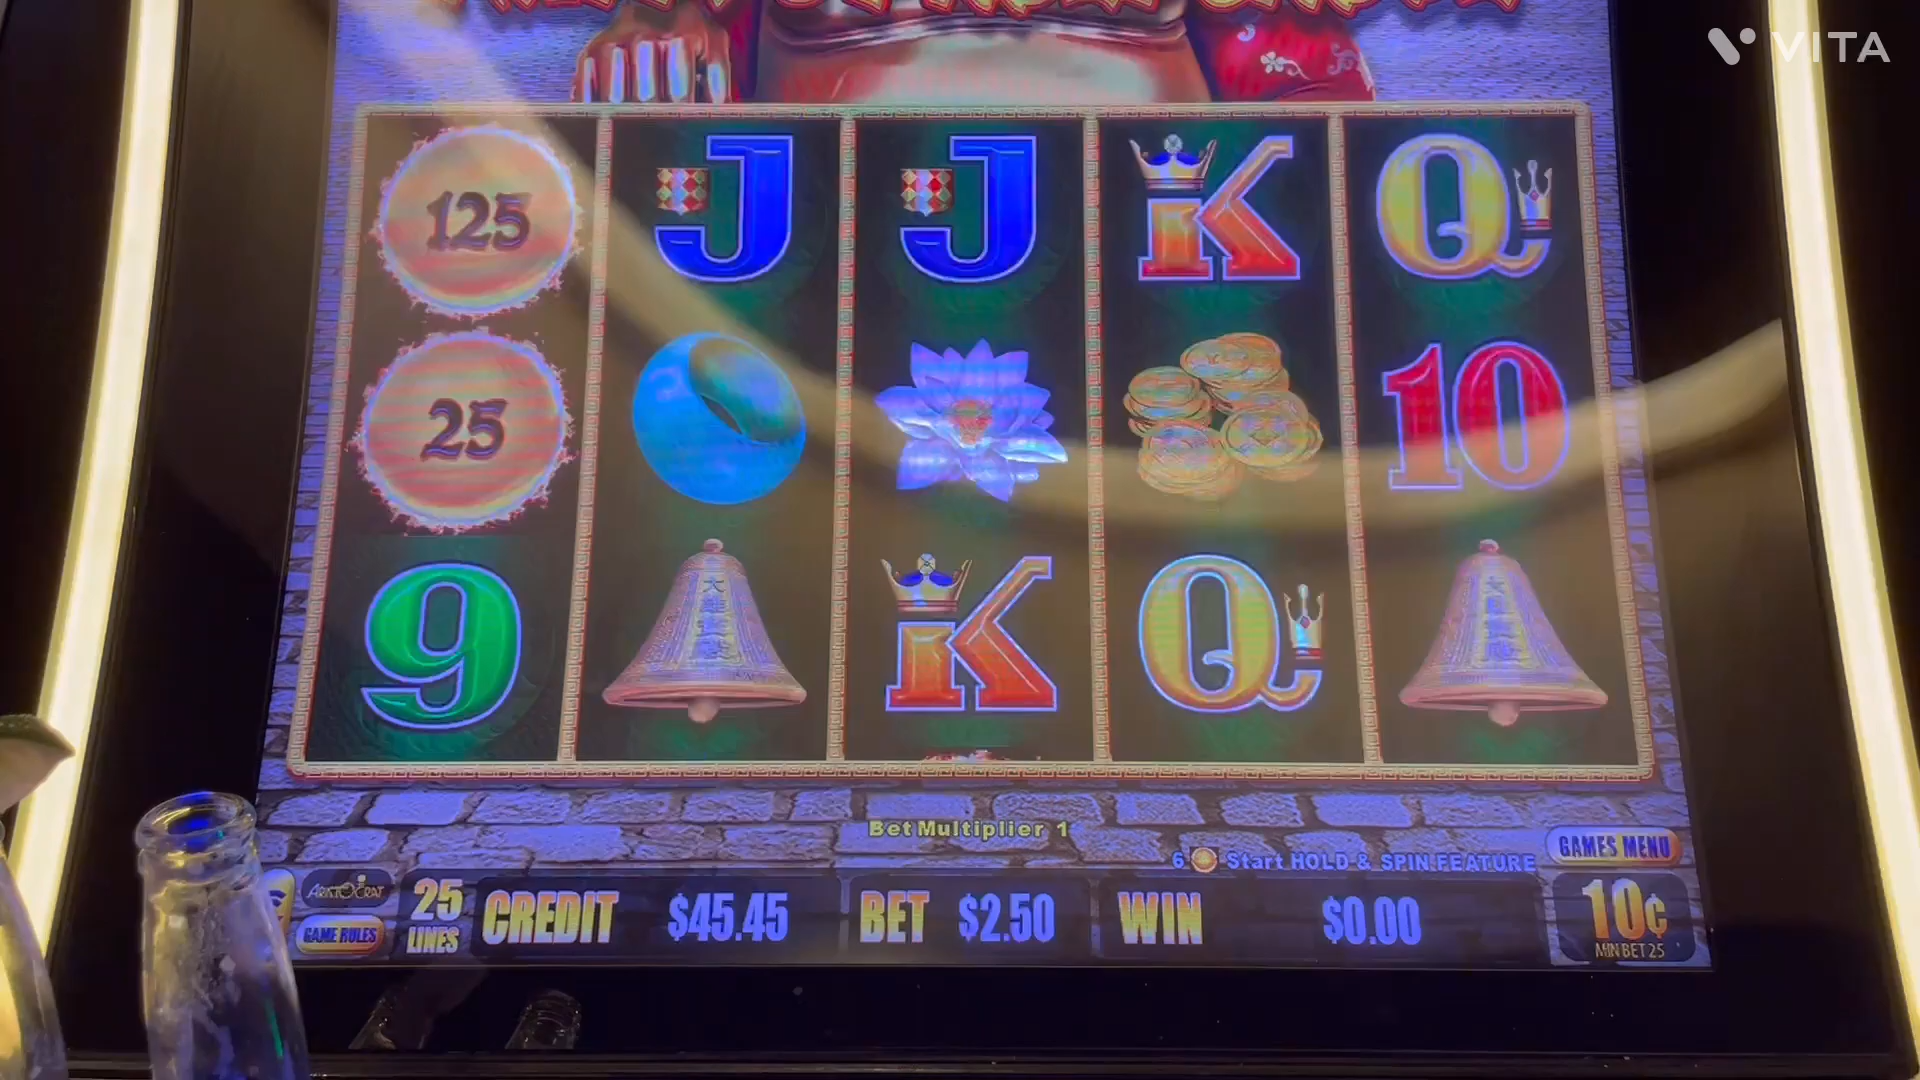 VITA
125
J
J
K
Q
25
10
9
K
Q
Bet Multiplier 1
6 Start HOLD & SPIN FEATURE
GAMES MENU
ARISTOCRAT
GAME RULES
25 LINES
CREDIT $45.45
BET $2.50
WIN $0.00
10¢
MIN BET 25